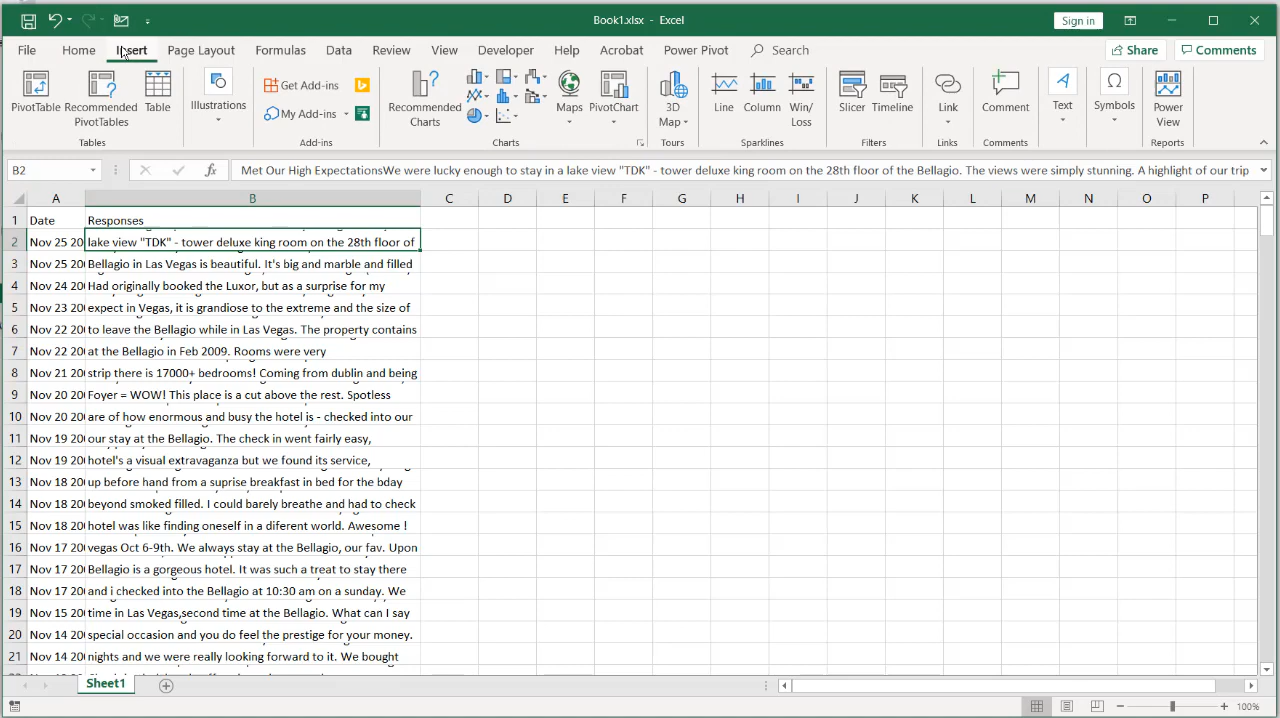 Book1.xlsx - Excel
Sign in
File Home Insert Page Layout Formulas Data Review View Developer Help Acrobat Power Pivot Search Share Comments
PivotTable Recommended PivotTables Table Illustrations Get Add-ins My Add-ins Recommended Charts Maps PivotChart 3D Map Line Column Win/Loss Slicer Timeline Link Comment Text Symbols Power View
Tables Add-ins Charts Tours Sparklines Filters Links Comments Reports
B2 fx Met Our High ExpectationsWe were lucky enough to stay in a lake view "TDK" - tower deluxe king room on the 28th floor of the Bellagio. The views were simply stunning. A highlight of our trip
A B C D E F G H I J K L M N O P
1 Date Responses
2 Nov 25 20 lake view "TDK" - tower deluxe king room on the 28th floor of
3 Nov 25 20 Bellagio in Las Vegas is beautiful. It's big and marble and filled
4 Nov 24 20 Had originally booked the Luxor, but as a surprise for my
5 Nov 23 20 expect in Vegas, it is grandiose to the extreme and the size of
6 Nov 22 20 to leave the Bellagio while in Las Vegas. The property contains
7 Nov 22 20 at the Bellagio in Feb 2009. Rooms were very
8 Nov 21 20 strip there is 17000+ bedrooms! Coming from dublin and being
9 Nov 20 20 Foyer = WOW! This place is a cut above the rest. Spotless
10 Nov 20 20 are of how enormous and busy the hotel is - checked into our
11 Nov 19 20 our stay at the Bellagio. The check in went fairly easy,
12 Nov 19 20 hotel's a visual extravaganza but we found its service,
13 Nov 18 20 up before hand from a suprise breakfast in bed for the bday
14 Nov 18 20 beyond smoked filled. I could barely breathe and had to check
15 Nov 18 20 hotel was like finding oneself in a diferent world. Awesome !
16 Nov 17 20 vegas Oct 6-9th. We always stay at the Bellagio, our fav. Upon
17 Nov 17 20 Bellagio is a gorgeous hotel. It was such a treat to stay there
18 Nov 17 20 and i checked into the Bellagio at 10:30 am on a sunday. We
19 Nov 15 20 time in Las Vegas,second time at the Bellagio. What can I say
20 Nov 14 20 special occasion and you do feel the prestige for your money.
21 Nov 14 20 nights and we were really looking forward to it. We bought
Sheet1
100%